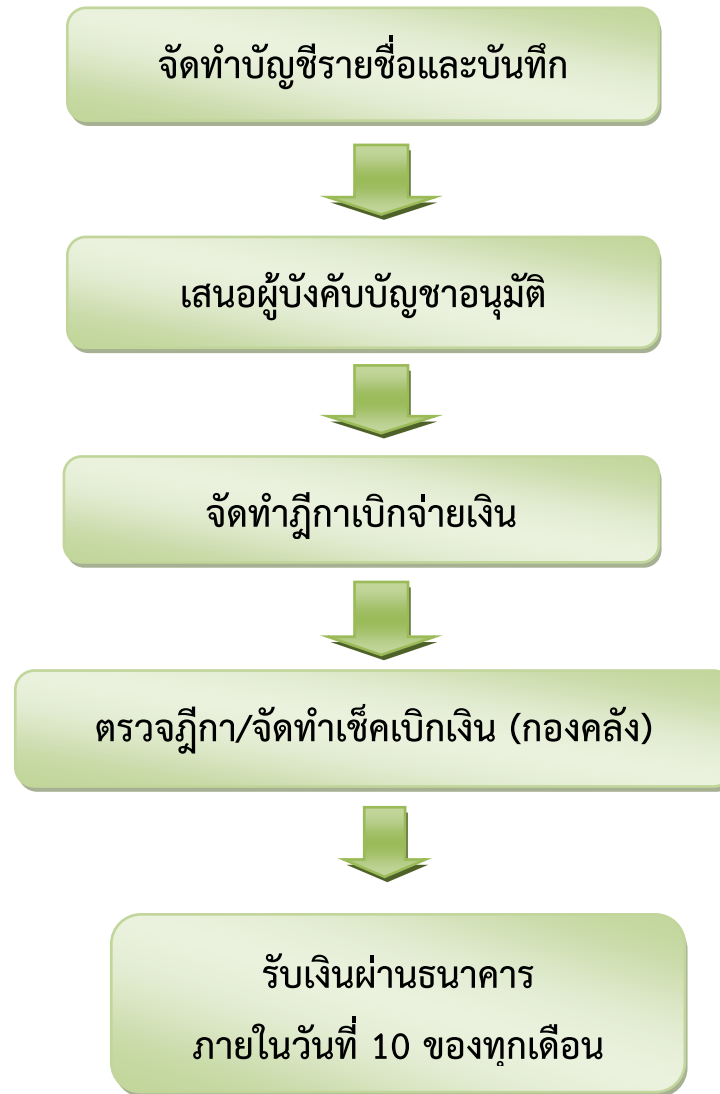 จัดทำบัญชีรายชื่อและบันทึก
เสนอผู้บังคับบัญชาอนุมัติ
จัดทำฎีกาเบิกจ่ายเงิน
ตรวจฎีกา/จัดทำเช็คเบิกเงิน (กองคลัง)
รับเงินผ่านธนาคาร
ภายในวันที่ 10 ของทุกเดือน